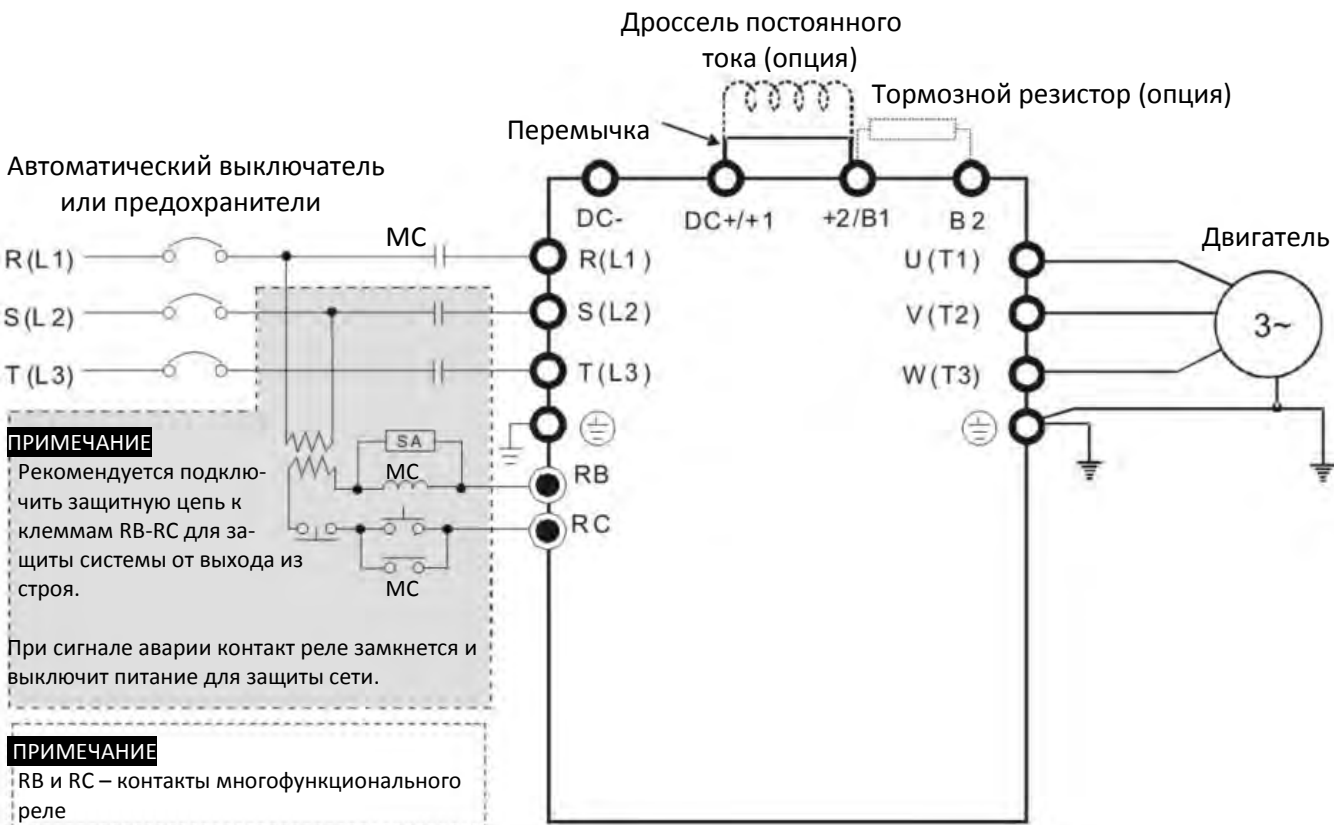 Дроссель постоянного
тока (опция)
Тормозной резистор (опция)
Перемычка
Автоматический выключатель
или предохранители
DC-
DC+/+1
+2/B1
B2
МС
Двигатель
R(L1)
R(L1)
U(T1)
S(L2)
S(L2)
V(T2)
3~
T(L3)
T(L3)
W(T3)
ПРИМЕЧАНИЕ
Рекомендуется подклю-
чить защитную цепь к
клеммам RB-RC для за-
щиты системы от выхода из
строя.
SA
МС
RB
RC
МС
При сигнале аварии контакт реле замкнется и
выключит питание для защиты сети.
ПРИМЕЧАНИЕ
RB и RC – контакты многофункционального
реле